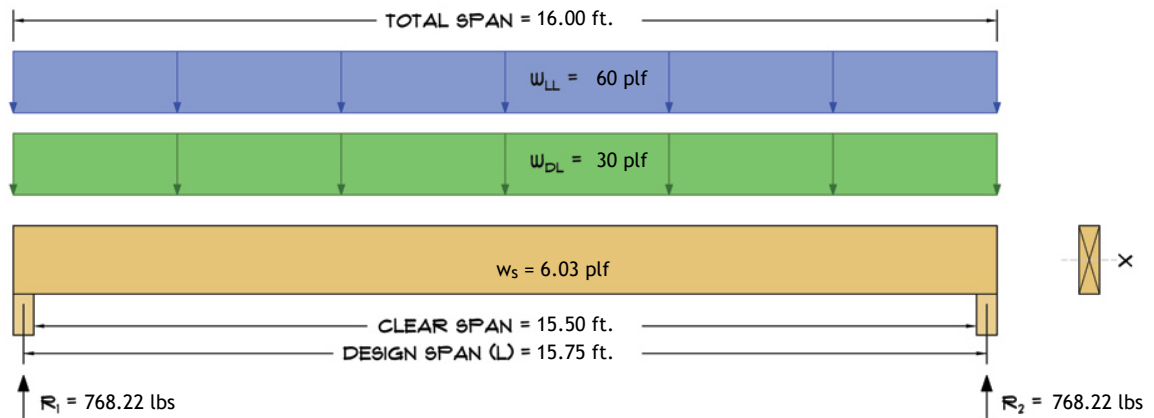 TOTAL SPAN = 16.00 ft.
WLL = 60 plf
WDL = 30 plf
ws = 6.03 plf
X
CLEAR SPAN = 15.50 ft.
DESIGN SPAN (L) = 15.75 ft.
R1 = 768.22 lbs
R2 = 768.22 lbs